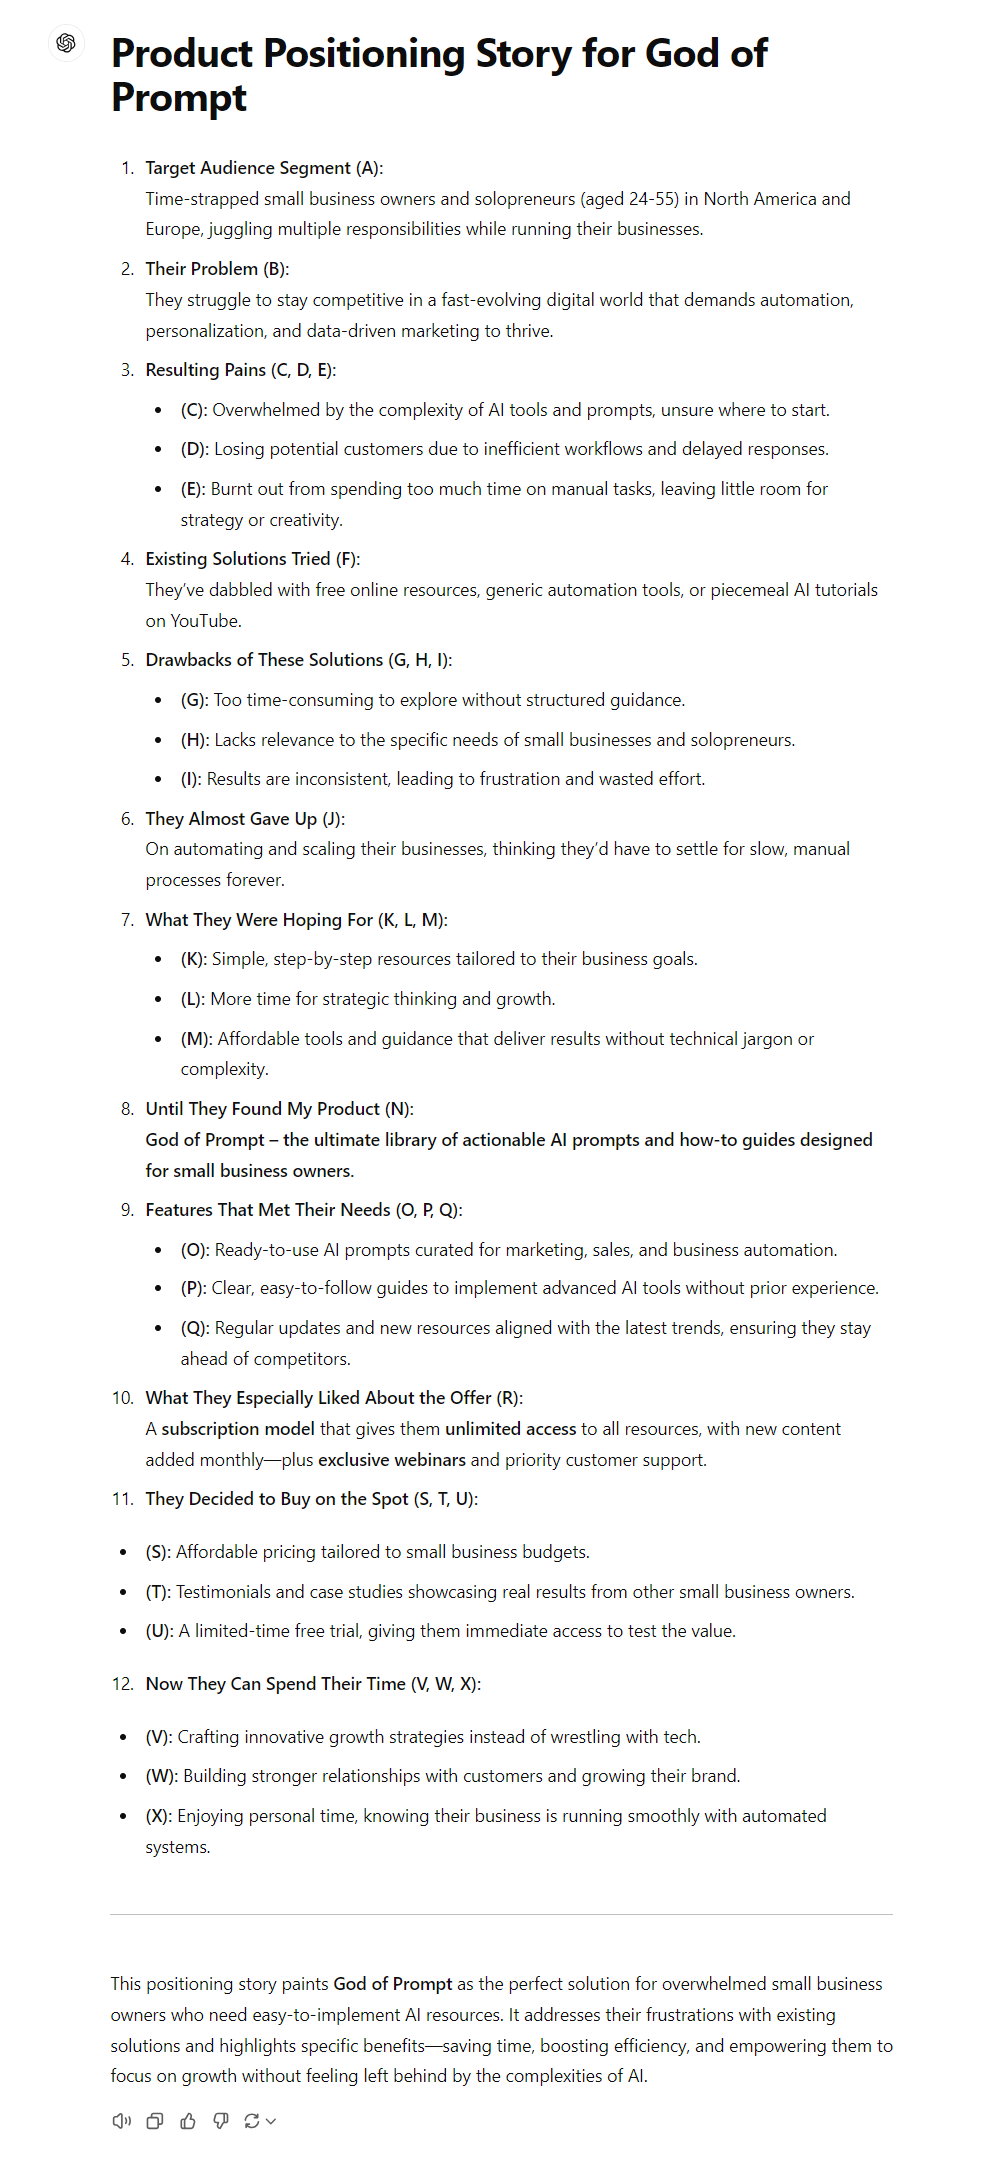 Product Positioning Story for God of
Prompt
1. Target Audience Segment (A):
Time-strapped small business owners and solopreneurs (aged 24-55) in North America and
Europe, juggling multiple responsibilities while running their businesses.
2. Their Problem (B):
They struggle to stay competitive in a fast-evolving digital world that demands automation,
personalization, and data-driven marketing to thrive.
3. Resulting Pains (C, D, E):
• (C): Overwhelmed by the complexity of AI tools and prompts, unsure where to start.
• (D): Losing potential customers due to inefficient workflows and delayed responses.
• (E): Burnt out from spending too much time on manual tasks, leaving little room for
strategy or creativity.
4. Existing Solutions Tried (F):
They’ve dabbled with free online resources, generic automation tools, or piecemeal AI tutorials
on YouTube.
5. Drawbacks of These Solutions (G, H, I):
• (G): Too time-consuming to explore without structured guidance.
• (H): Lacks relevance to the specific needs of small businesses and solopreneurs.
• (I): Results are inconsistent, leading to frustration and wasted effort.
6. They Almost Gave Up (J):
On automating and scaling their businesses, thinking they’d have to settle for slow, manual
processes forever.
7. What They Were Hoping For (K, L, M):
• (K): Simple, step-by-step resources tailored to their business goals.
• (L): More time for strategic thinking and growth.
• (M): Affordable tools and guidance that deliver results without technical jargon or
complexity.
8. Until They Found My Product (N):
God of Prompt – the ultimate library of actionable AI prompts and how-to guides designed
for small business owners.
9. Features That Met Their Needs (O, P, Q):
• (O): Ready-to-use AI prompts curated for marketing, sales, and business automation.
• (P): Clear, easy-to-follow guides to implement advanced AI tools without prior experience.
• (Q): Regular updates and new resources aligned with the latest trends, ensuring they stay
ahead of competitors.
10. What They Especially Liked About the Offer (R):
A subscription model that gives them unlimited access to all resources, with new content
added monthly—plus exclusive webinars and priority customer support.
11. They Decided to Buy on the Spot (S, T, U):
• (S): Affordable pricing tailored to small business budgets.
• (T): Testimonials and case studies showcasing real results from other small business owners.
• (U): A limited-time free trial, giving them immediate access to test the value.
12. Now They Can Spend Their Time (V, W, X):
• (V): Crafting innovative growth strategies instead of wrestling with tech.
• (W): Building stronger relationships with customers and growing their brand.
• (X): Enjoying personal time, knowing their business is running smoothly with automated
systems.
This positioning story paints God of Prompt as the perfect solution for overwhelmed small business
owners who need easy-to-implement AI resources. It addresses their frustrations with existing
solutions and highlights specific benefits—saving time, boosting efficiency, and empowering them to
focus on growth without feeling left behind by the complexities of AI.